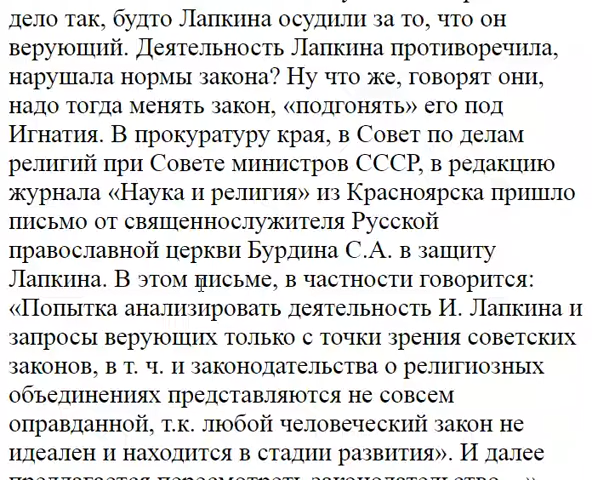 дело так, будто Лапкина осудили за то, что он
верующий. Деятельность Лапкина противоречила,
нарушала нормы закона? Ну что же, говорят они,
надо тогда менять закон, «подгонять» его под
Игнатия. В прокуратуру края, в Совет по делам
религий при Совете министров СССР, в редакцию
журнала «Наука и религия» из Красноярска пришло
письмо от священнослужителя Русской
православной церкви Бурдина С.А. в защиту
Лапкина. В этом письме, в частности говорится:
«Попытка анализировать деятельность И. Лапкина и
запросы верующих только с точки зрения советских
законов, в т. ч. и законодательства о религиозных
объединениях представляются не совсем
оправданной, т.к. любой человеческий закон не
идеален и находится в стадии развития». И далее
предлагается пересмотреть законодательство…»